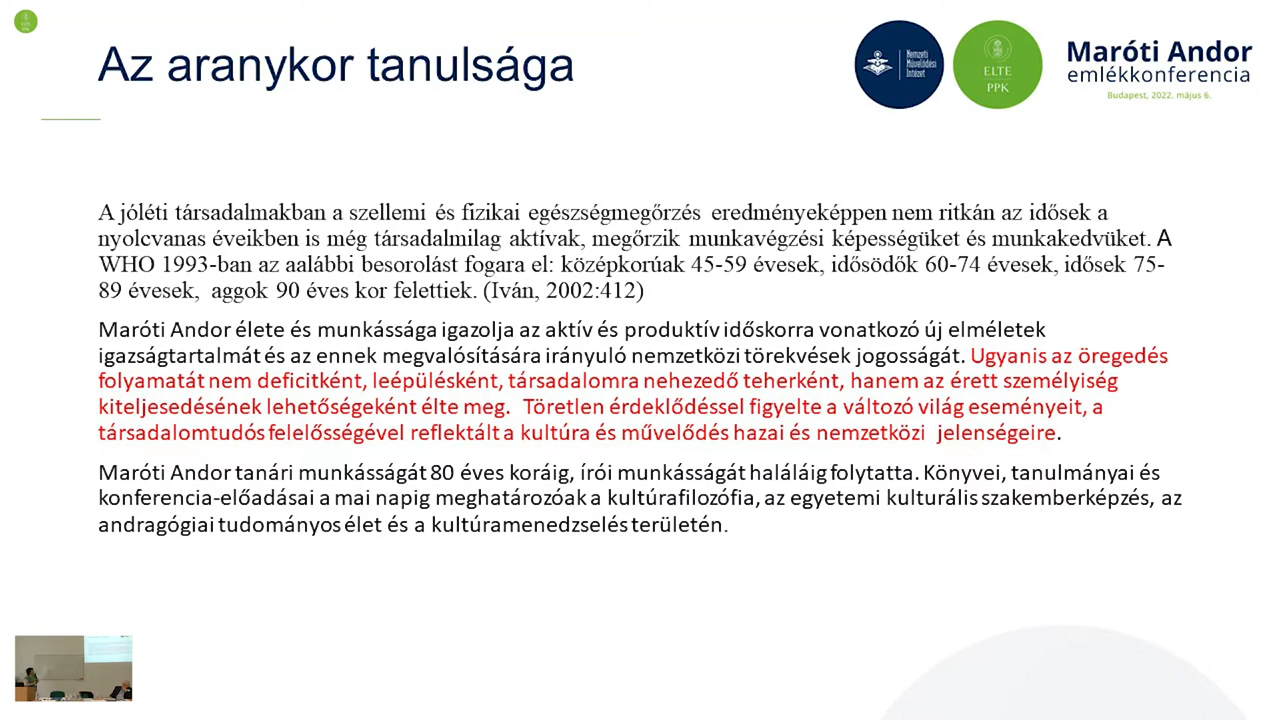 Az aranykor tanulsága
Nemzeti
Művelődési
Intézet
ELTE
PPK
Maróti Andor
emlékkonferencia
Budapest, 2022. május 6.
A jóléti társadalmakban a szellemi és fizikai egészségmegőrzés eredményeképpen nem ritkán az idősek a
nyolcvanas éveikben is még társadalmilag aktívak, megőrzik munkavégzési képességüket és munkakedvüket. A
WHO 1993-ban az aalábbi besorolást fogara el: középkorúak 45-59 évesek, idősödők 60-74 évesek, idősek 75-
89 évesek, aggok 90 éves kor felettiek. (Iván, 2002:412)
Maróti Andor élete és munkássága igazolja az aktív és produktív időskorra vonatkozó új elméletek
igazságtartalmát és az ennek megvalósítására irányuló nemzetközi törekvések jogosságát. Ugyanis az öregedés
folyamatát nem deficitként, leépülésként, társadalomra nehezedő teherként, hanem az érett személyiség
kiteljesedésének lehetőségeként élte meg. Töretlen érdeklődéssel figyelte a változó világ eseményeit, a
társadalomtudós felelősségével reflektált a kultúra és művelődés hazai és nemzetközi jelenségeire.
Maróti Andor tanári munkásságát 80 éves koráig, írói munkásságát haláláig folytatta. Könyvei, tanulmányai és
konferencia-előadásai a mai napig meghatározóak a kultúrafilozófia, az egyetemi kulturális szakemberképzés, az
andragógiai tudományos élet és a kultúramenedzselés területén.